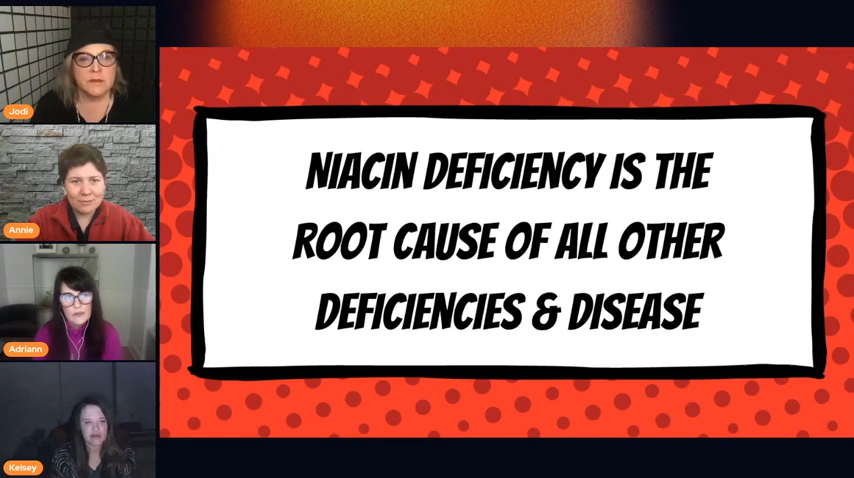 Jodi
Annie
Adriann
Kelsey
NIACIN DEFICIENCY IS THE
ROOT CAUSE OF ALL OTHER
DEFICIENCIES & DISEASE